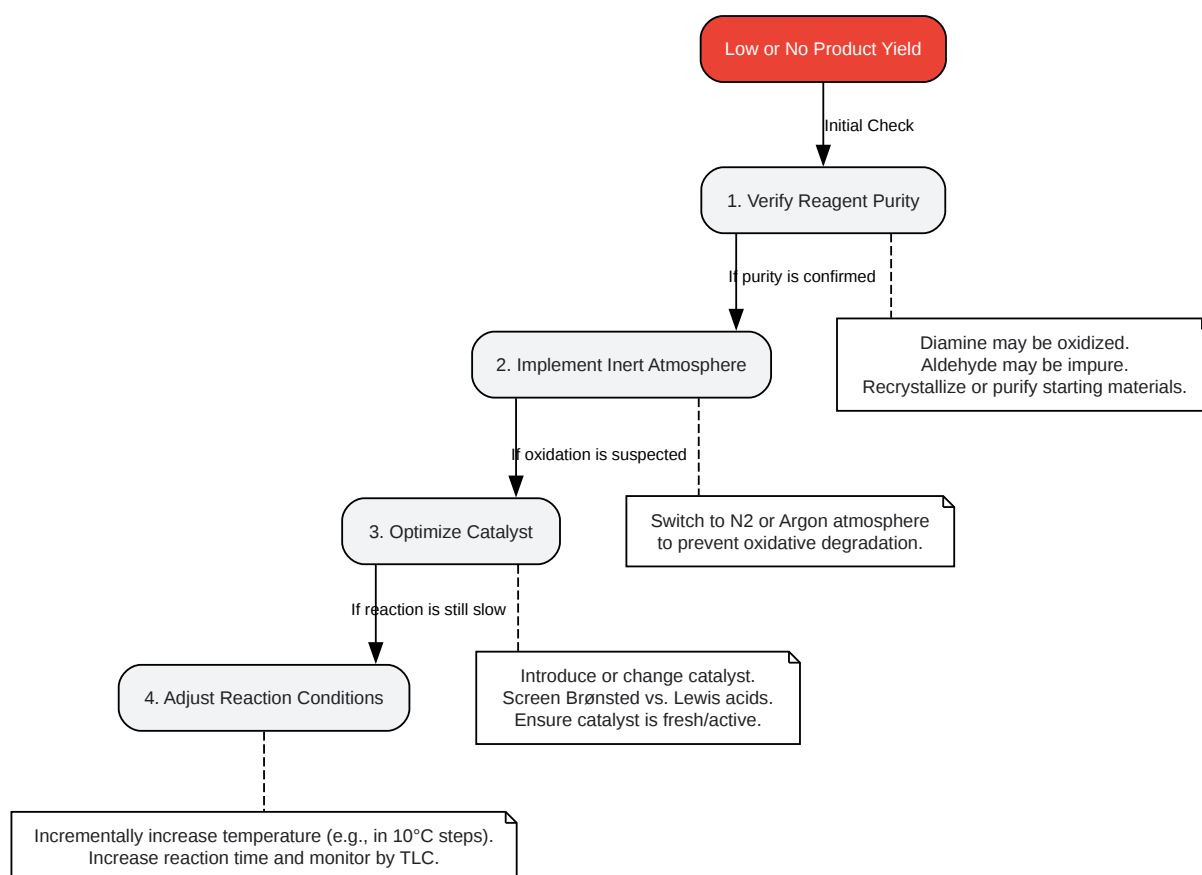 Low or No Product Yield
Initial Check
1. Verify Reagent Purity
If purity is confirmed
Diamine may be oxidized.
Aldehyde may be impure.
Recrystallize or purify starting materials.
2. Implement Inert Atmosphere
If oxidation is suspected
Switch to N2 or Argon atmosphere
to prevent oxidative degradation.
3. Optimize Catalyst
If reaction is still slow
Introduce or change catalyst.
Screen Brønsted vs. Lewis acids.
Ensure catalyst is fresh/active.
4. Adjust Reaction Conditions
Incrementally increase temperature (e.g., in 10°C steps).
Increase reaction time and monitor by TLC.